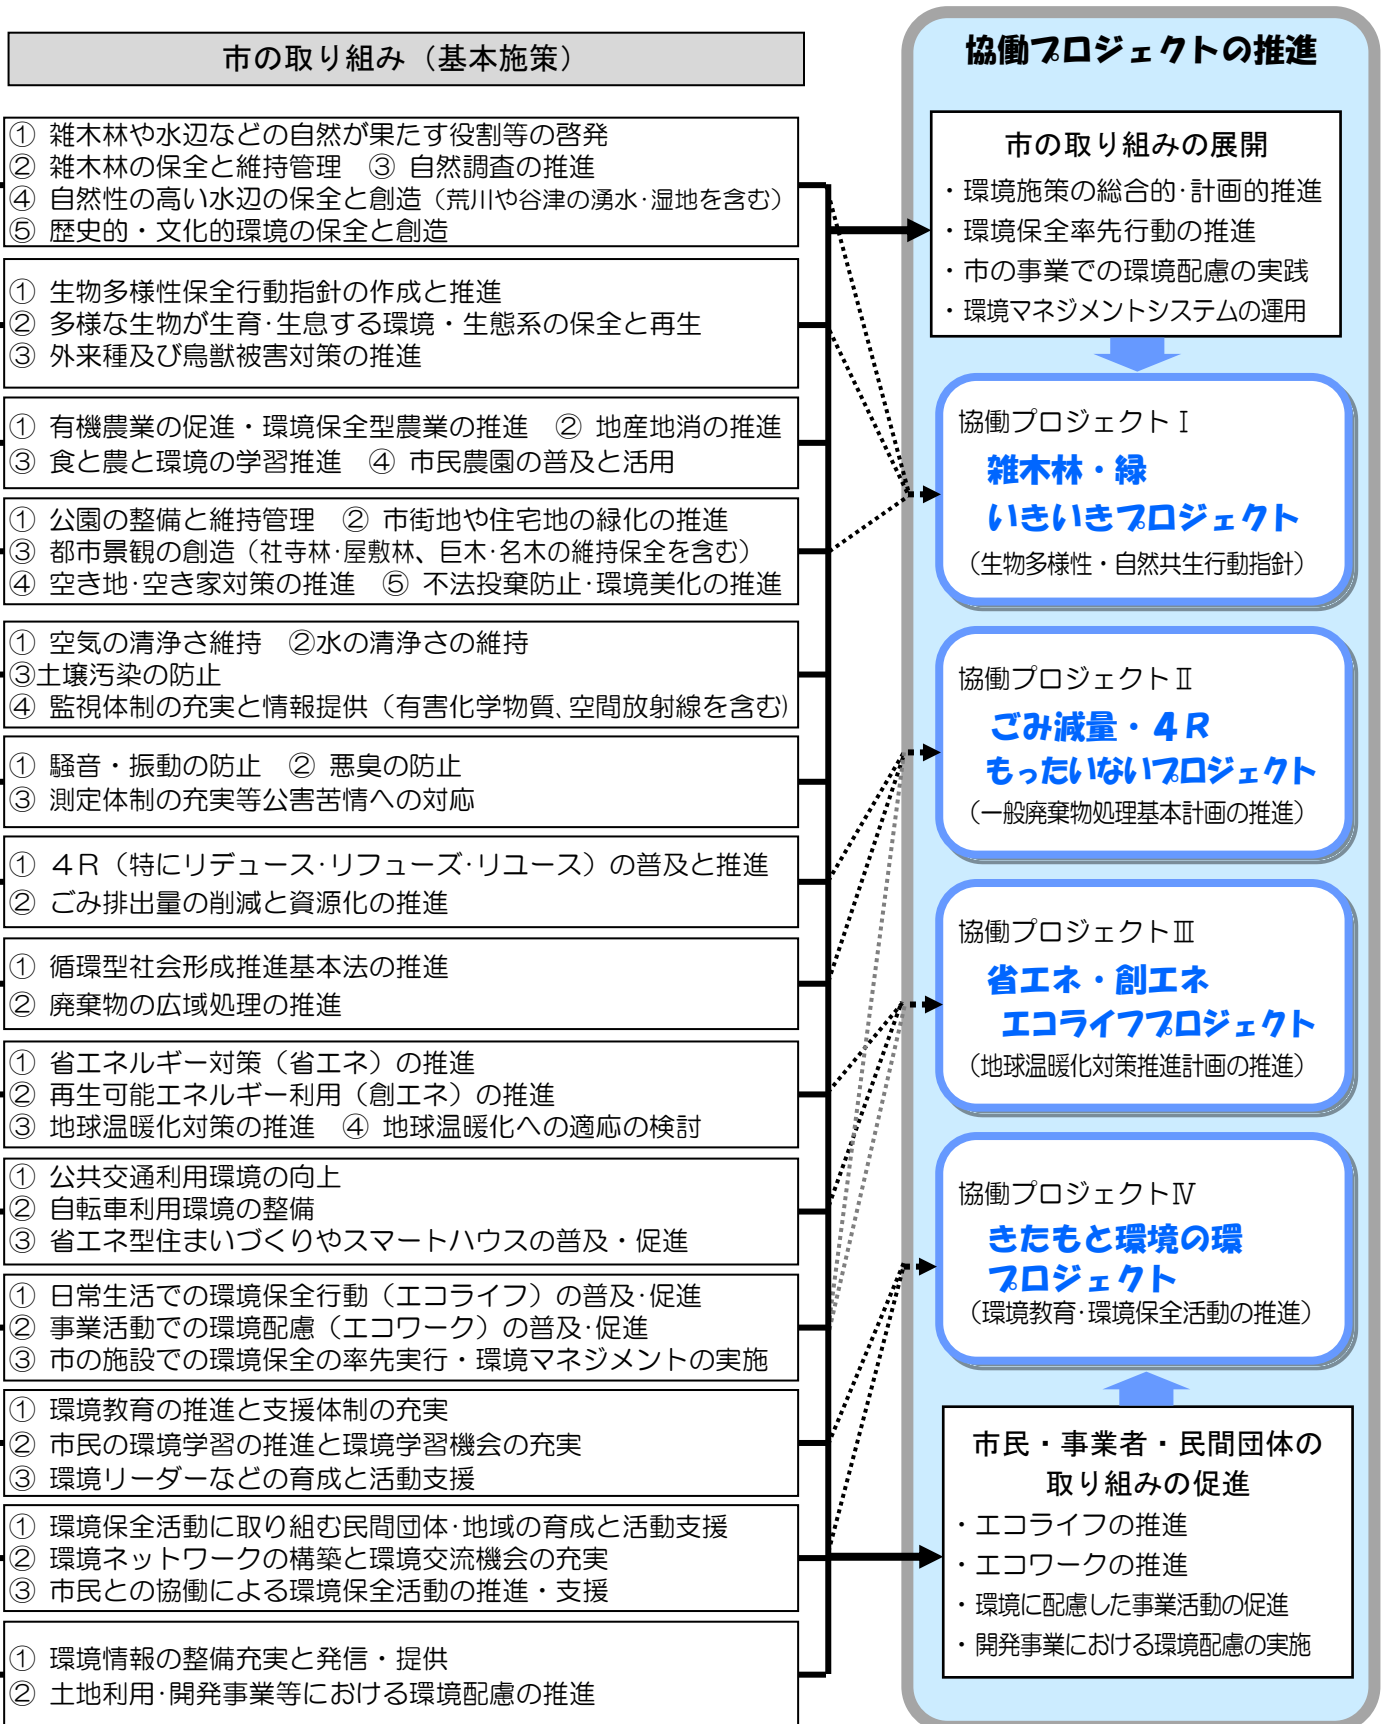 市の取り組み（基本施策）
① 雑木林や水辺などの自然が果たす役割等の啓発
② 雑木林の保全と維持管理　③ 自然調査の推進
④ 自然性の高い水辺の保全と創造（荒川や谷津の湧水･湿地を含む）
⑤ 歴史的・文化的環境の保全と創造
① 生物多様性保全行動指針の作成と推進
② 多様な生物が生育･生息する環境・生態系の保全と再生
③ 外来種及び鳥獣被害対策の推進
① 有機農業の促進・環境保全型農業の推進　② 地産地消の推進
③ 食と農と環境の学習推進　④ 市民農園の普及と活用
① 公園の整備と維持管理　② 市街地や住宅地の緑化の推進
③ 都市景観の創造（社寺林･屋敷林、巨木･名木の維持保全を含む）
④ 空き地･空き家対策の推進　⑤ 不法投棄防止･環境美化の推進
① 空気の清浄さ維持　②水の清浄さの維持
③土壌汚染の防止
④ 監視体制の充実と情報提供（有害化学物質、空間放射線を含む）
① 騒音・振動の防止　② 悪臭の防止
③ 測定体制の充実等公害苦情への対応
① ４Ｒ（特にリデュース･リフューズ･リユース）の普及と推進
② ごみ排出量の削減と資源化の推進
① 循環型社会形成推進基本法の推進
② 廃棄物の広域処理の推進
① 省エネルギー対策（省エネ）の推進
② 再生可能エネルギー利用（創エネ）の推進
③ 地球温暖化対策の推進　④ 地球温暖化への適応の検討
① 公共交通利用環境の向上
② 自転車利用環境の整備
③ 省エネ型住まいづくりやスマートハウスの普及・促進
① 日常生活での環境保全行動（エコライフ）の普及･促進
② 事業活動での環境配慮（エコワーク）の普及･促進
③ 市の施設での環境保全の率先実行・環境マネジメントの実施
① 環境教育の推進と支援体制の充実
② 市民の環境学習の推進と環境学習機会の充実
③ 環境リーダーなどの育成と活動支援
① 環境保全活動に取り組む民間団体･地域の育成と活動支援
② 環境ネットワークの構築と環境交流機会の充実
③ 市民との協働による環境保全活動の推進・支援
① 環境情報の整備充実と発信・提供
② 土地利用･開発事業等における環境配慮の推進
協働プロジェクトの推進
市の取り組みの展開
・環境施策の総合的･計画的推進
・環境保全率先行動の推進
・市の事業での環境配慮の実践
・環境マネジメントシステムの運用
協働プロジェクトⅠ
雑木林・緑
いきいきプロジェクト
（生物多様性・自然共生行動指針）
協働プロジェクトⅡ
ごみ減量・４Ｒ
もったいないプロジェクト
（一般廃棄物処理基本計画の推進）
協働プロジェクトⅢ
省エネ・創エネ
エコライフプロジェクト
（地球温暖化対策推進計画の推進）
協働プロジェクトⅣ
きたもと環境の環
プロジェクト
（環境教育･環境保全活動の推進）
市民・事業者・民間団体の
取り組みの促進
・エコライフの推進
・エコワークの推進
・環境に配慮した事業活動の促進
・開発事業における環境配慮の実施